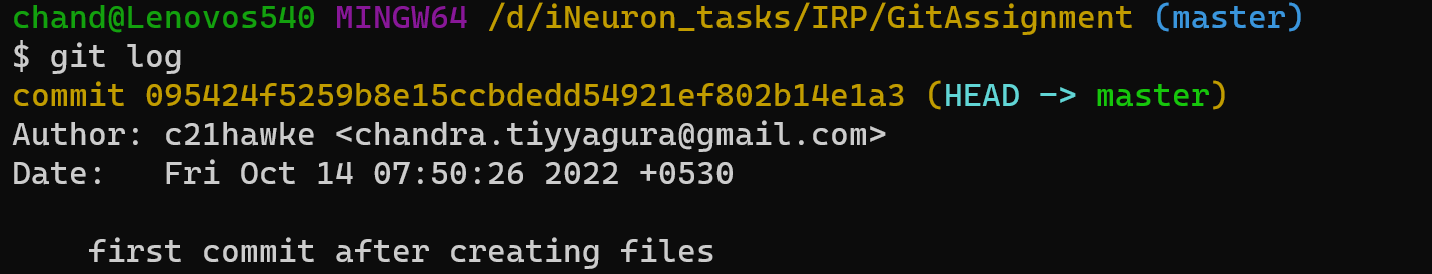 chand@Lenovos540 MINGW64 /d/iNeuron_tasks/IRP/GitAssignment (master)
$ git log
commit 095424f5259b8e15ccbdedd54921ef802b14e1a3 (HEAD -> master)
Author: c21hawke <chandra.tiyyagura@gmail.com>
Date:   Fri Oct 14 07:50:26 2022 +0530
    first commit after creating files